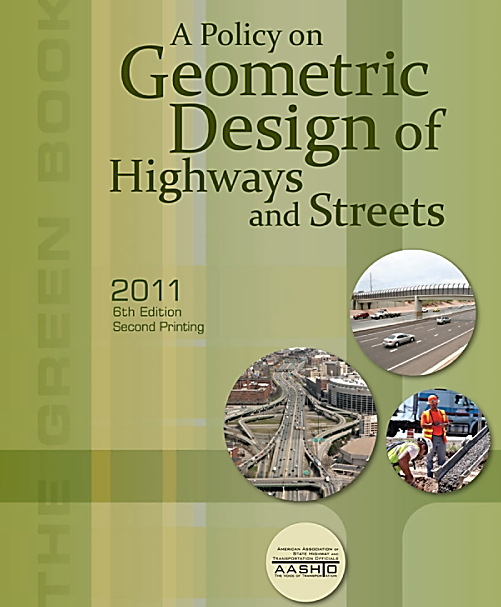 THE GREEN BOOK
A Policy on
Geometric
Design of
Highways
and Streets
2011
6th Edition
Second Printing
American Association of
State Highway and
Transportation Officials
AASHTO
The Voice of Transportation